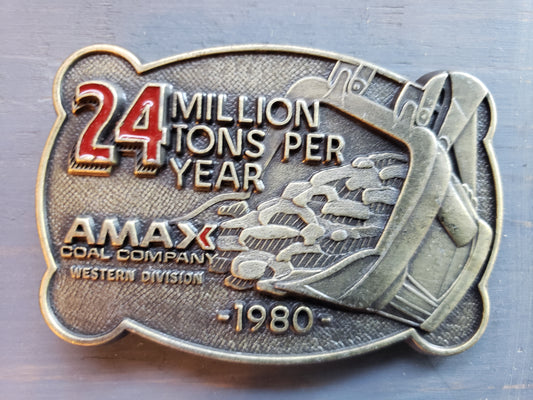 24 MILLION
TONS PER
YEAR
AMAX
COAL COMPANY
WESTERN DIVISION
-1980-